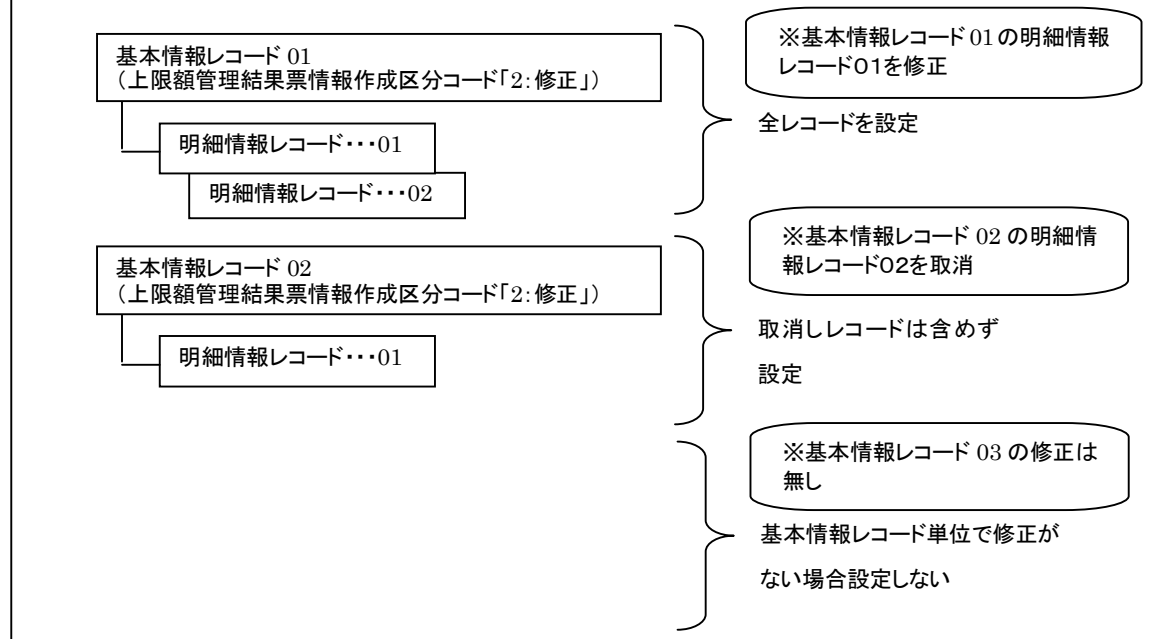 基本情報レコード 01
（上限額管理結果票情報作成区分コード「2：修正」）
明細情報レコード・・・01
明細情報レコード・・・02
※基本情報レコード 01 の明細情報
レコード０１を修正
全レコードを設定
基本情報レコード 02
（上限額管理結果票情報作成区分コード「2：修正」）
明細情報レコード・・・01
※基本情報レコード 02 の明細情
報レコード０２を取消
取消しレコードは含めず
設定
※基本情報レコード 03 の修正は
無し
基本情報レコード単位で修正が
ない場合設定しない